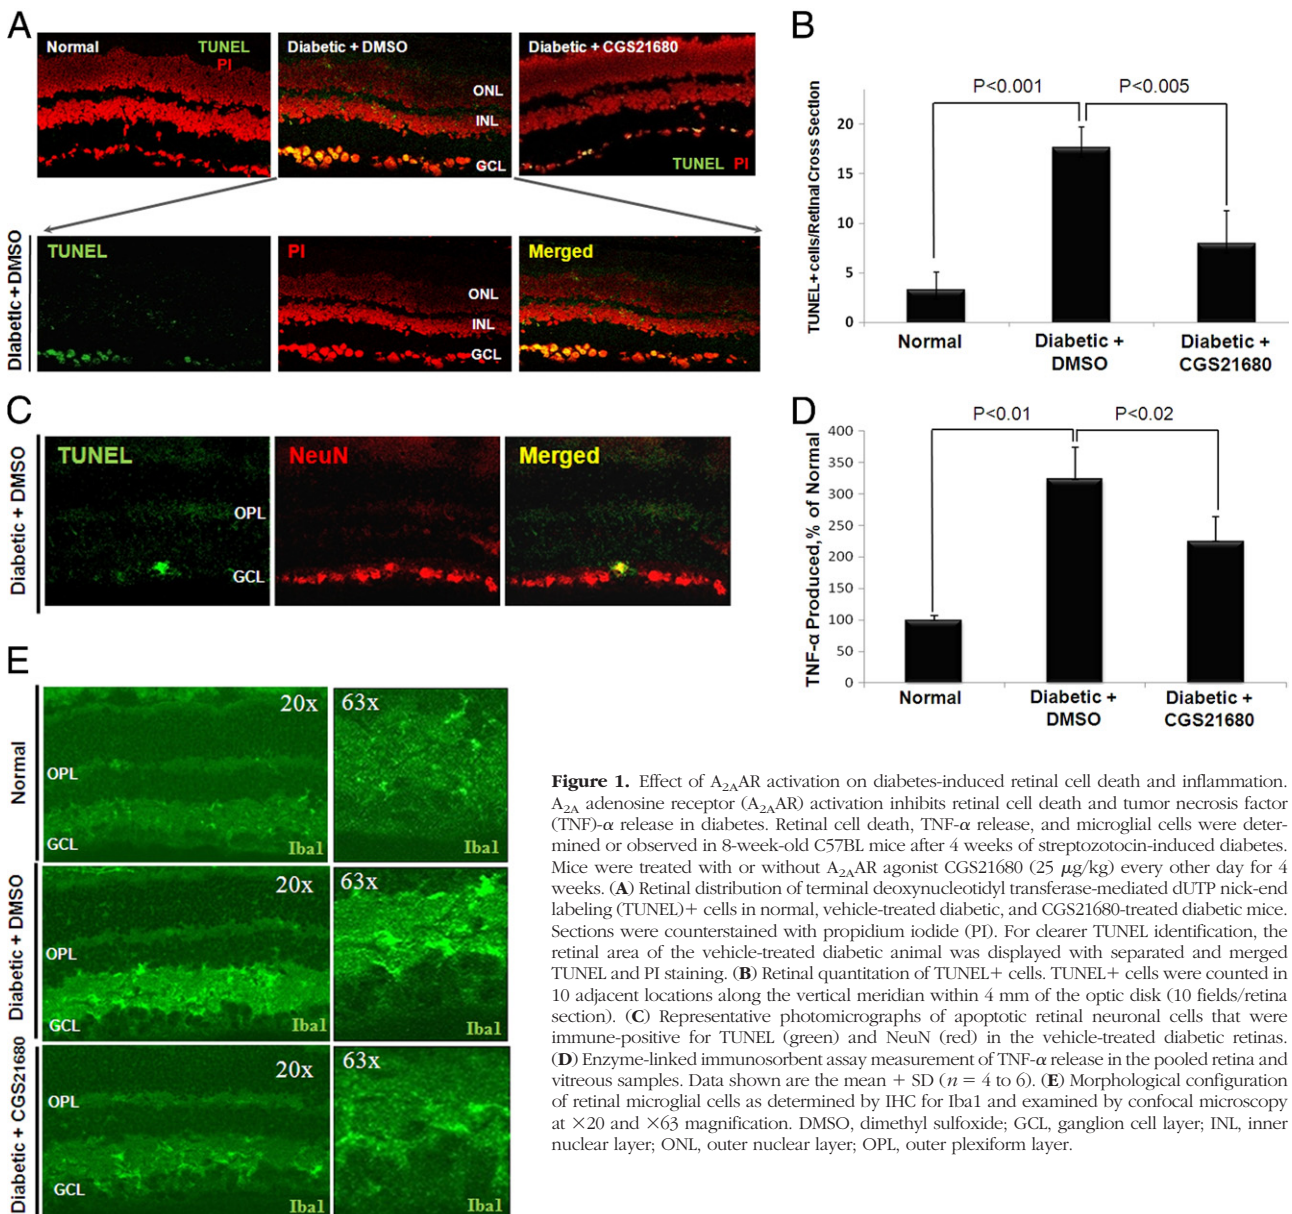 A
Normal
TUNEL
PI
Diabetic + DMSO
ONL
INL
GCL
Diabetic + CGS21680
TUNEL PI
Diabetic + DMSO
TUNEL
PI
ONL
INL
GCL
Merged
B
P<0.001
P<0.005
TUNEL+ cells/Retinal Cross Section
20
15
10
5
0
Normal
Diabetic +
DMSO
Diabetic +
CGS21680
C
Diabetic + DMSO
TUNEL
OPL
GCL
NeuN
Merged
D
P<0.01
P<0.02
TNF-α Produced,% of Normal
400
350
300
250
200
150
100
50
0
Normal
Diabetic +
DMSO
Diabetic +
CGS21680
E
Normal
20x
OPL
GCL
Iba1
63x
Iba1
Diabetic + DMSO
20x
OPL
GCL
Iba1
63x
Iba1
Diabetic + CGS21680
20x
OPL
GCL
Iba1
63x
Iba1
Figure 1. Effect of A2AAR activation on diabetes-induced retinal cell death and inflammation.
A2A adenosine receptor (A2AAR) activation inhibits retinal cell death and tumor necrosis factor
(TNF)-α release in diabetes. Retinal cell death, TNF-α release, and microglial cells were deter-
mined or observed in 8-week-old C57BL mice after 4 weeks of streptozotocin-induced diabetes.
Mice were treated with or without A2AAR agonist CGS21680 (25 μg/kg) every other day for 4
weeks. (A) Retinal distribution of terminal deoxynucleotidyl transferase-mediated dUTP nick-end
labeling (TUNEL)+ cells in normal, vehicle-treated diabetic, and CGS21680-treated diabetic mice.
Sections were counterstained with propidium iodide (PI). For clearer TUNEL identification, the
retinal area of the vehicle-treated diabetic animal was displayed with separated and merged
TUNEL and PI staining. (B) Retinal quantitation of TUNEL+ cells. TUNEL+ cells were counted in
10 adjacent locations along the vertical meridian within 4 mm of the optic disk (10 fields/retina
section). (C) Representative photomicrographs of apoptotic retinal neuronal cells that were
immune-positive for TUNEL (green) and NeuN (red) in the vehicle-treated diabetic retinas.
(D) Enzyme-linked immunosorbent assay measurement of TNF-α release in the pooled retina and
vitreous samples. Data shown are the mean + SD (n = 4 to 6). (E) Morphological configuration
of retinal microglial cells as determined by IHC for Iba1 and examined by confocal microscopy
at ×20 and ×63 magnification. DMSO, dimethyl sulfoxide; GCL, ganglion cell layer; INL, inner
nuclear layer; ONL, outer nuclear layer; OPL, outer plexiform layer.